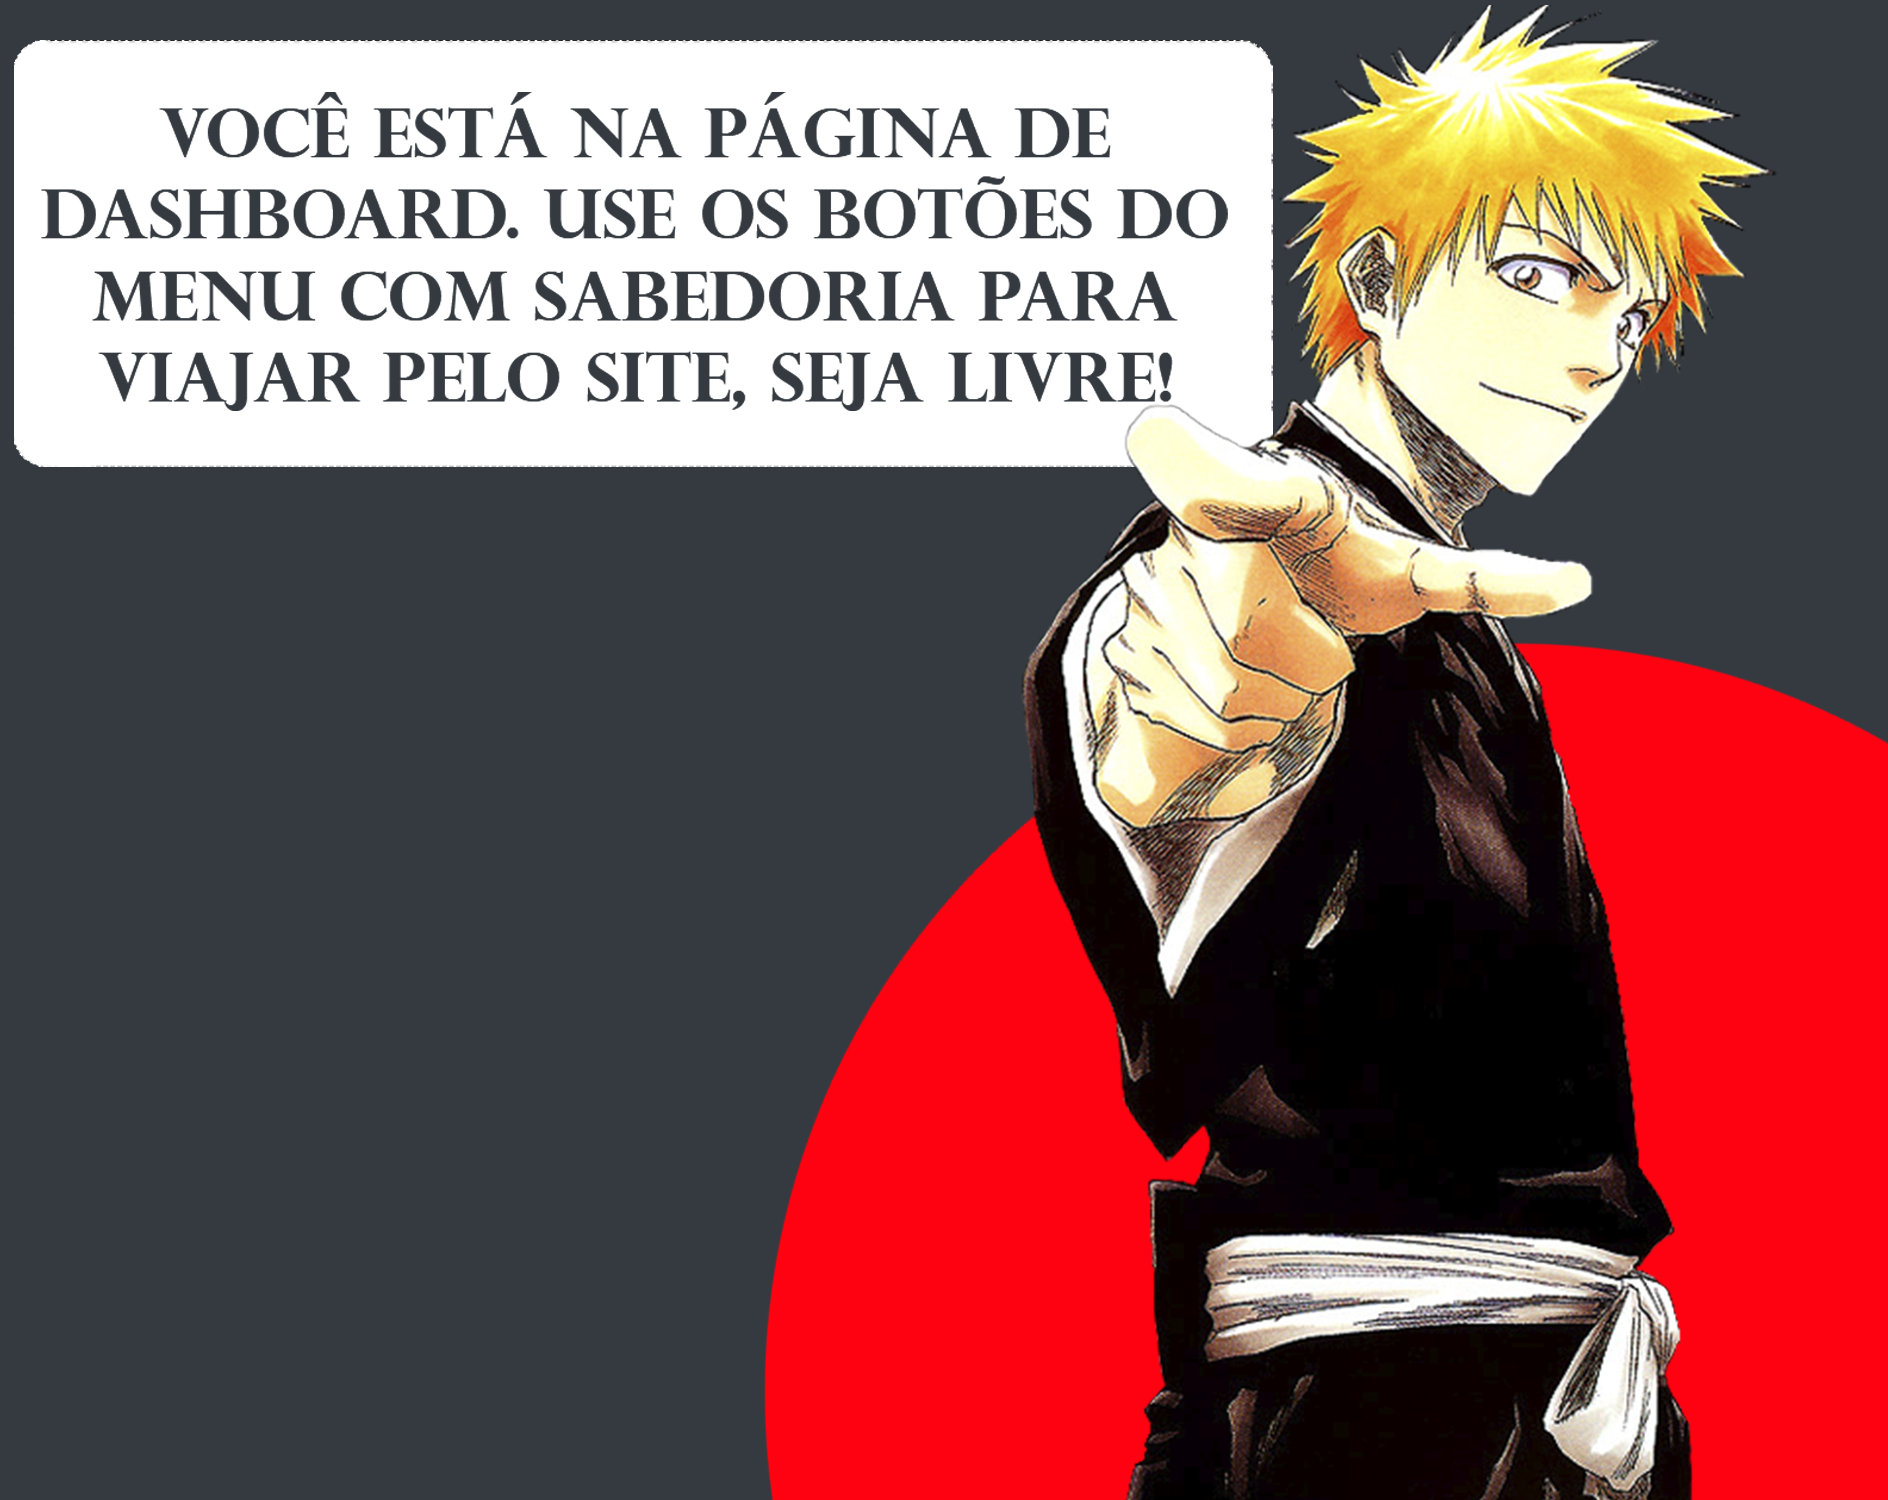 VOCÊ ESTÁ NA PÁGINA DE
DASHBOARD. USE OS BOTÕES DO
MENU COM SABEDORIA PARA
VIAJAR PELO SITE, SEJA LIVRE!